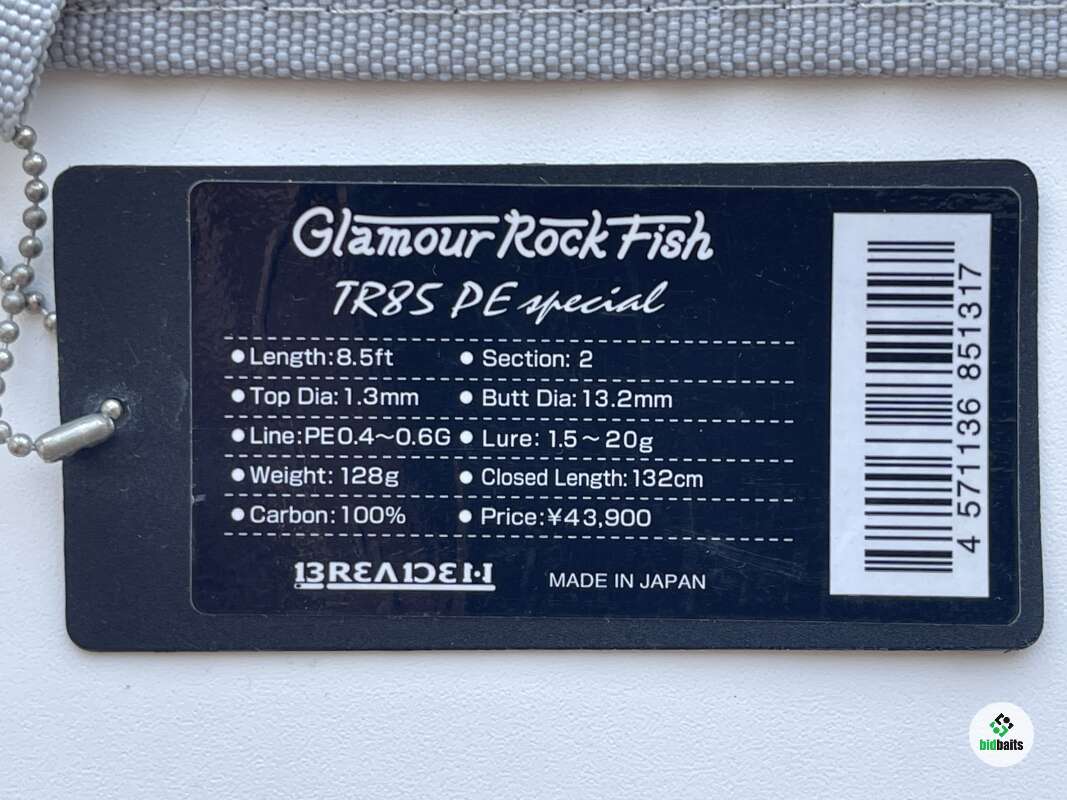 Glamour Rock Fish
TR85 PE special
● Length:8.5ft ● Section: 2
● Top Dia:1.3mm ● Butt Dia:13.2mm
● Line:PE0.4～0.6G ● Lure: 1.5～20g
● Weight: 128g ● Closed Length:132cm
● Carbon:100% ● Price:¥43,900
BREADEN MADE IN JAPAN
4 571136 851317
bidbaits